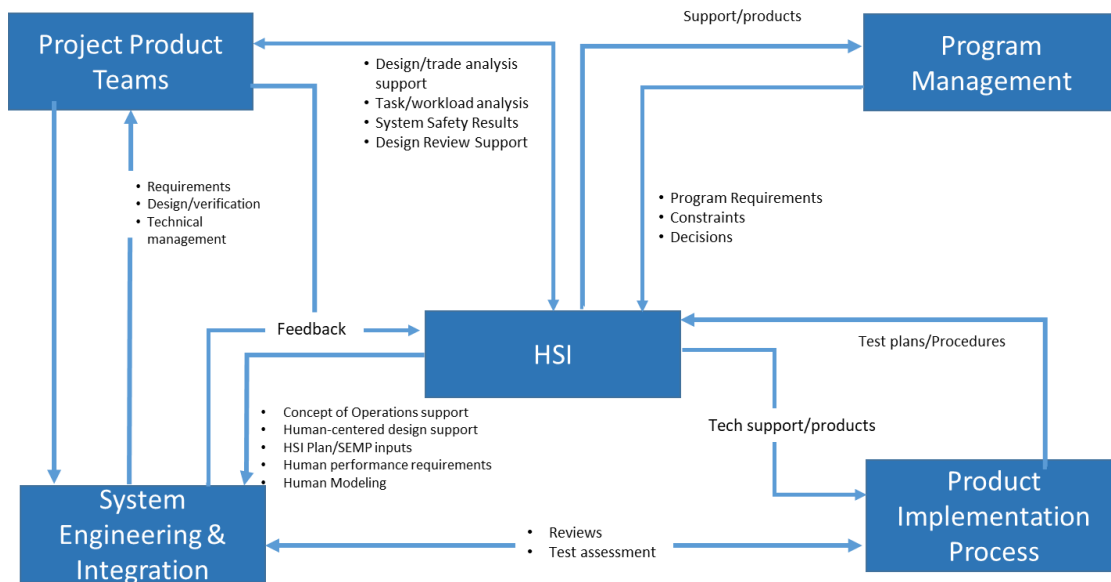 Project Product
Teams
Support/products
Program
Management
• Design/trade analysis
support
• Task/workload analysis
• System Safety Results
• Design Review Support
• Requirements
• Design/verification
• Technical
management
• Program Requirements
• Constraints
• Decisions
Feedback
HSI
Test plans/Procedures
• Concept of Operations support
• Human-centered design support
• HSI Plan/SEMP inputs
• Human performance requirements
• Human Modeling
Tech support/products
System
Engineering &
Integration
• Reviews
• Test assessment
Product
Implementation
Process